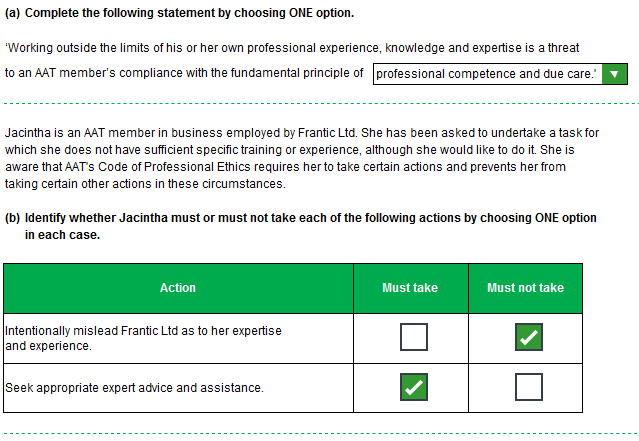 (a) Complete the following statement by choosing ONE option.
‘Working outside the limits of his or her own professional experience, knowledge and expertise is a threat
to an AAT member’s compliance with the fundamental principle of professional competence and due care.'
Jacintha is an AAT member in business employed by Frantic Ltd. She has been asked to undertake a task for
which she does not have sufficient specific training or experience, although she would like to do it. She is
aware that AAT's Code of Professional Ethics requires her to take certain actions and prevents her from
taking certain other actions in these circumstances.
(b) Identify whether Jacintha must or must not take each of the following actions by choosing ONE option
in each case.
Action Must take Must not take
Intentionally mislead Frantic Ltd as to her expertise
and experience.
Seek appropriate expert advice and assistance.